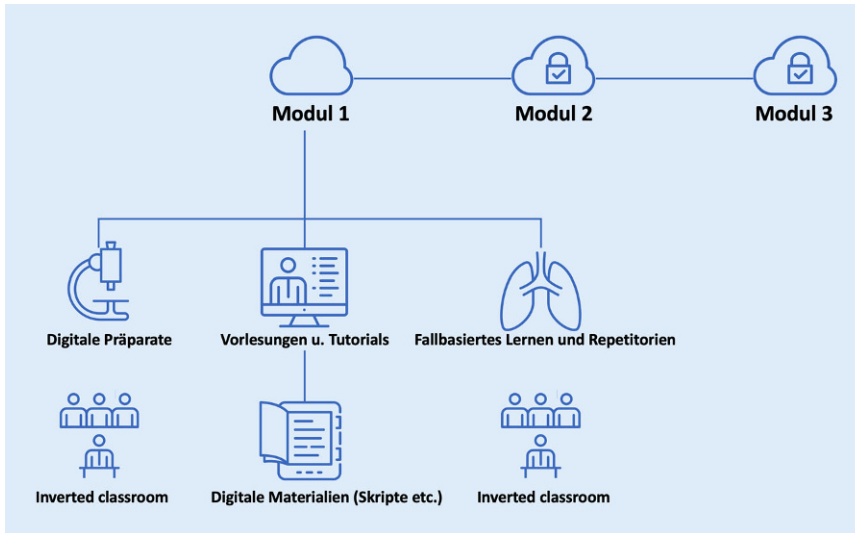 Modul 1
Modul 2
Modul 3
Digitale Präparate
Vorlesungen u. Tutorials
Fallbasiertes Lernen und Repetitorien
Inverted classroom
Digitale Materialien (Skripte etc.)
Inverted classroom